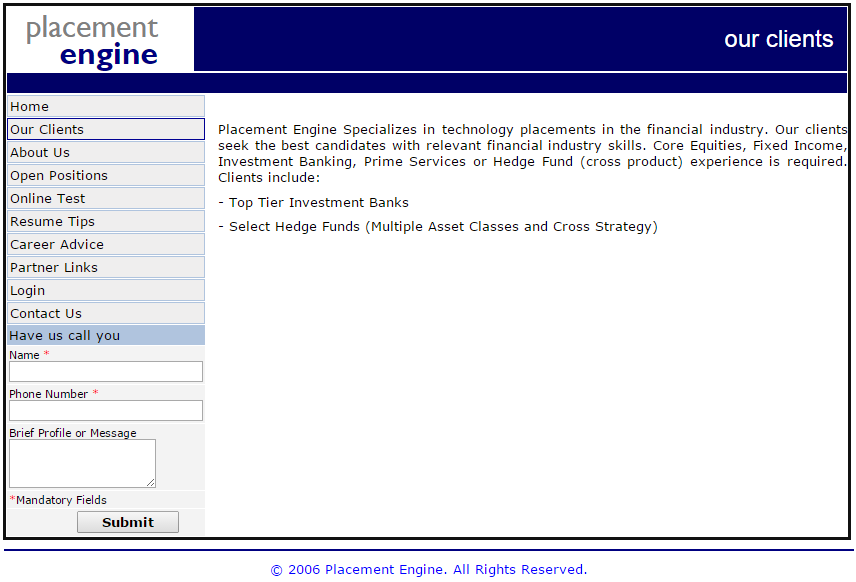 placement
engine
our clients
Home
Our Clients
About Us
Open Positions
Online Test
Resume Tips
Career Advice
Partner Links
Login
Contact Us
Have us call you
Name *
Phone Number *
Brief Profile or Message
*Mandatory Fields
Submit
Placement Engine Specializes in technology placements in the financial industry. Our clients
seek the best candidates with relevant financial industry skills. Core Equities, Fixed Income,
Investment Banking, Prime Services or Hedge Fund (cross product) experience is required.
Clients include:
- Top Tier Investment Banks
- Select Hedge Funds (Multiple Asset Classes and Cross Strategy)
© 2006 Placement Engine. All Rights Reserved.